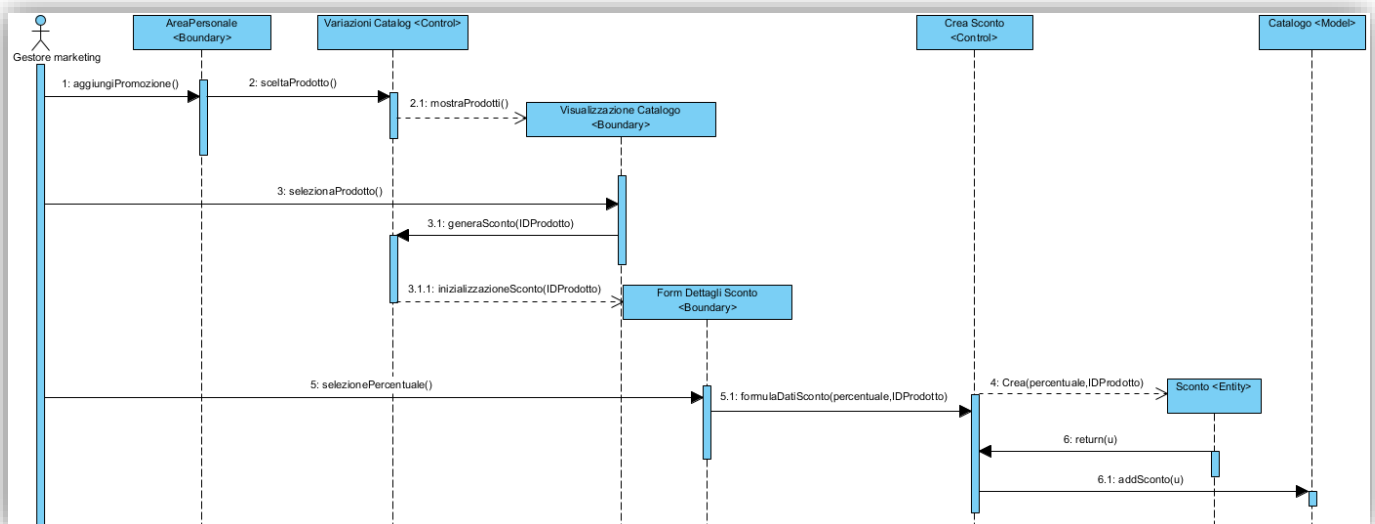 AreaPersonale
<Boundary>
Variazioni Catalog <Control>
Crea Sconto
<Control>
Catalogo <Model>
Gestore marketing
1: aggiungiPromozione()
2: sceltaProdotto()
2.1: mostraProdotti()
Visualizzazione Catalogo
<Boundary>
3: selezionaProdotto()
3.1: generaSconto(IDProdotto)
3.1.1: inizializzazioneSconto(IDProdotto)
Form Dettagli Sconto
<Boundary>
5: selezionePercentuale()
5.1: formulaDatiSconto(percentuale,IDProdotto)
4: Crea(percentuale,IDProdotto)
Sconto <Entity>
6: return(u)
6.1: addSconto(u)